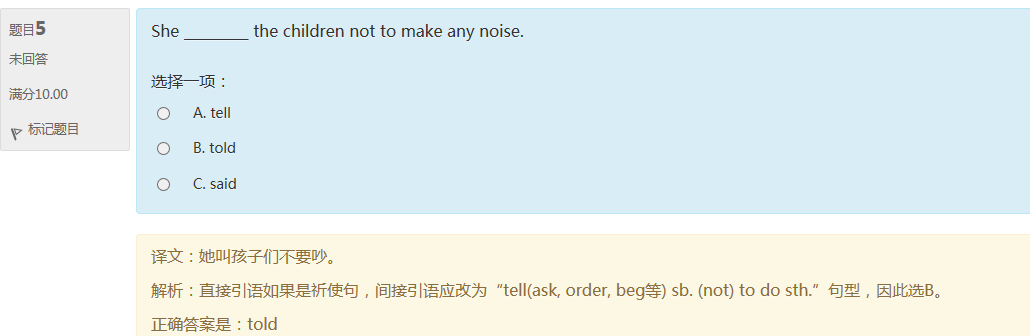 题目5
未回答
满分10.00
标记题目
She ________ the children not to make any noise.
选择一项：
A. tell
B. told
C. said
译文：她叫孩子们不要吵。
解析：直接引语如果是祈使句，间接引语应改为“tell(ask, order, beg等) sb. (not) to do sth.”句型，因此选B。
正确答案是：told